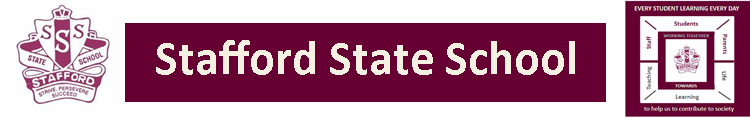 S S S
STATE SCHOOL
STAFFORD
STRIVE, PERSEVERE
SUCCEED
Stafford State School
EVERY STUDENT LEARNING EVERY DAY
Students
WORKING TOGETHER
Staff
Parents
Teaching
Life
TOWARDS
Learning
to help us to contribute to society